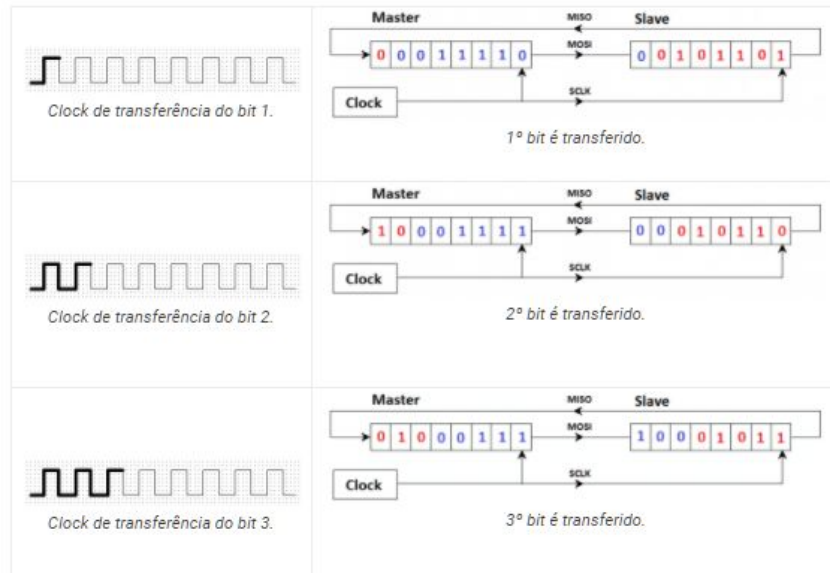 Master MISO Slave
0 0 0 1 1 1 1 0 MOSI 0 0 1 0 1 1 0 1
Clock SCLK
Clock de transferência do bit 1.
1º bit é transferido.
Master MISO Slave
1 0 0 0 1 1 1 1 MOSI 0 0 0 1 0 1 1 0
Clock SCLK
Clock de transferência do bit 2.
2º bit é transferido.
Master MISO Slave
0 1 0 0 0 1 1 1 MOSI 1 0 0 0 1 0 1 1
Clock SCLK
Clock de transferência do bit 3.
3º bit é transferido.